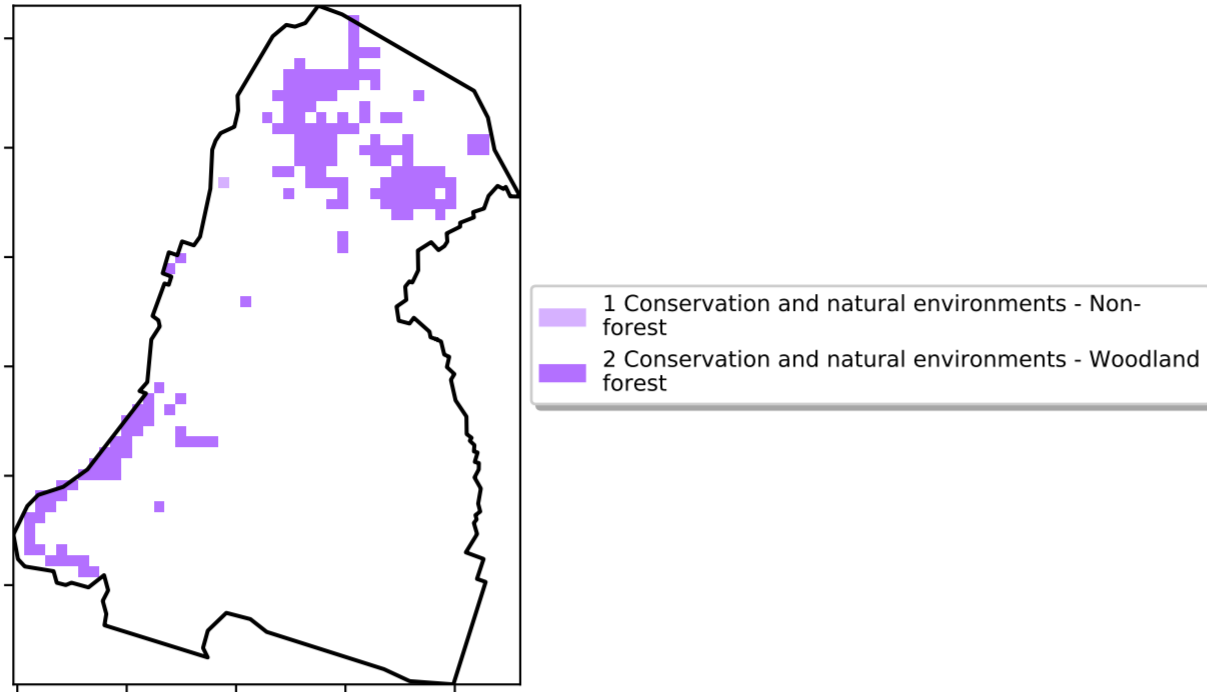 1 Conservation and natural environments - Non-
forest
2 Conservation and natural environments - Woodland
forest